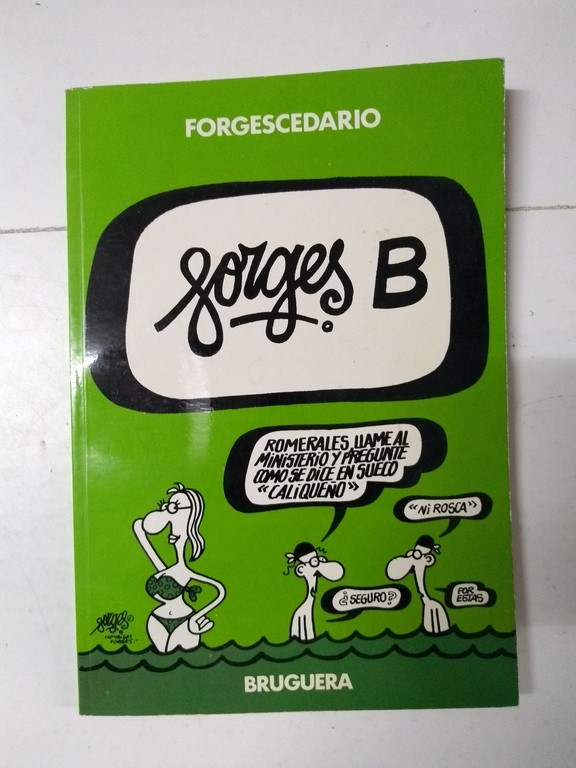 FORGESCEDARIO
forges B
ROMERALES, LLAME AL
MINISTERIO Y PREGUNTE
COMO SE DICE EN SUECO
«CALIQUEÑO»
«Ni ROSCA»
¿SEGURO?
POR
ESTAS
forges ©
BRUGUERA